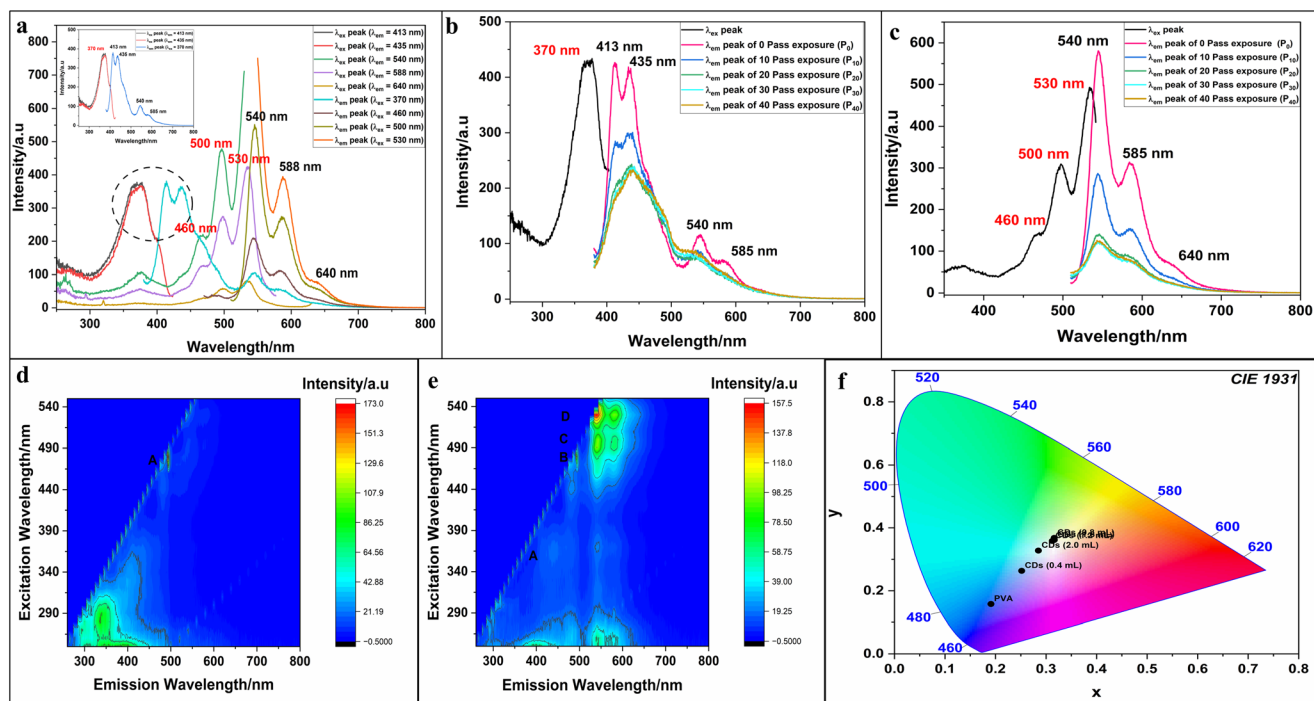 a
λex peak (λem = 413 nm)
λex peak (λem = 435 nm)
λex peak (λem = 540 nm)
λex peak (λem = 588 nm)
λex peak (λem = 640 nm)
λem peak (λex = 370 nm)
λem peak (λex = 460 nm)
λem peak (λex = 500 nm)
λem peak (λex = 530 nm)
370 nm
413 nm
435 nm
540 nm
585 nm
Intensity/a.u
Wavelength/nm
0
100
200
300
400
500
300 400 500 600 700 800
500 nm
540 nm
530 nm
588 nm
460 nm
640 nm
Intensity/a.u
850
800
700
600
500
400
300
200
100
0
250 300 400 500 600 700 800
Wavelength/nm
b
λex peak
λem peak of 0 Pass exposure (P0)
λem peak of 10 Pass exposure (P10)
λem peak of 20 Pass exposure (P20)
λem peak of 30 Pass exposure (P30)
λem peak of 40 Pass exposure (P40)
370 nm
413 nm
435 nm
540 nm
585 nm
Intensity/a.u
500
400
300
200
100
0
300 400 500 600 700 800
Wavelength/nm
c
λex peak
λem peak of 0 Pass exposure (P0)
λem peak of 10 Pass exposure (P10)
λem peak of 20 Pass exposure (P20)
λem peak of 30 Pass exposure (P30)
λem peak of 40 Pass exposure (P40)
540 nm
530 nm
500 nm
585 nm
460 nm
640 nm
Intensity/a.u
650
600
500
400
300
200
100
0
400 500 600 700 800
Wavelength/nm
d
Intensity/a.u
173.0
151.3
129.6
107.9
86.25
64.56
42.88
21.19
−0.5000
A
Excitation Wavelength/nm
540
490
440
390
340
290
300 400 500 600 700 800
Emission Wavelength/nm
e
Intensity/a.u
157.5
58.75
39.00
19.25
−0.5000
D
C
B
A
Excitation Wavelength/nm
540
490
440
390
340
290
300 400 500 600 700 800
Emission Wavelength/nm
f
CIE 1931
520
540
560
500
580
600
620
480
460
CDs (2.0 mL)
CDs (0.4 mL)
PVA
y
0.8
0.6
0.4
0.2
0.0
0.0 0.1 0.2 0.3 0.4 0.5 0.6 0.7 0.8
x